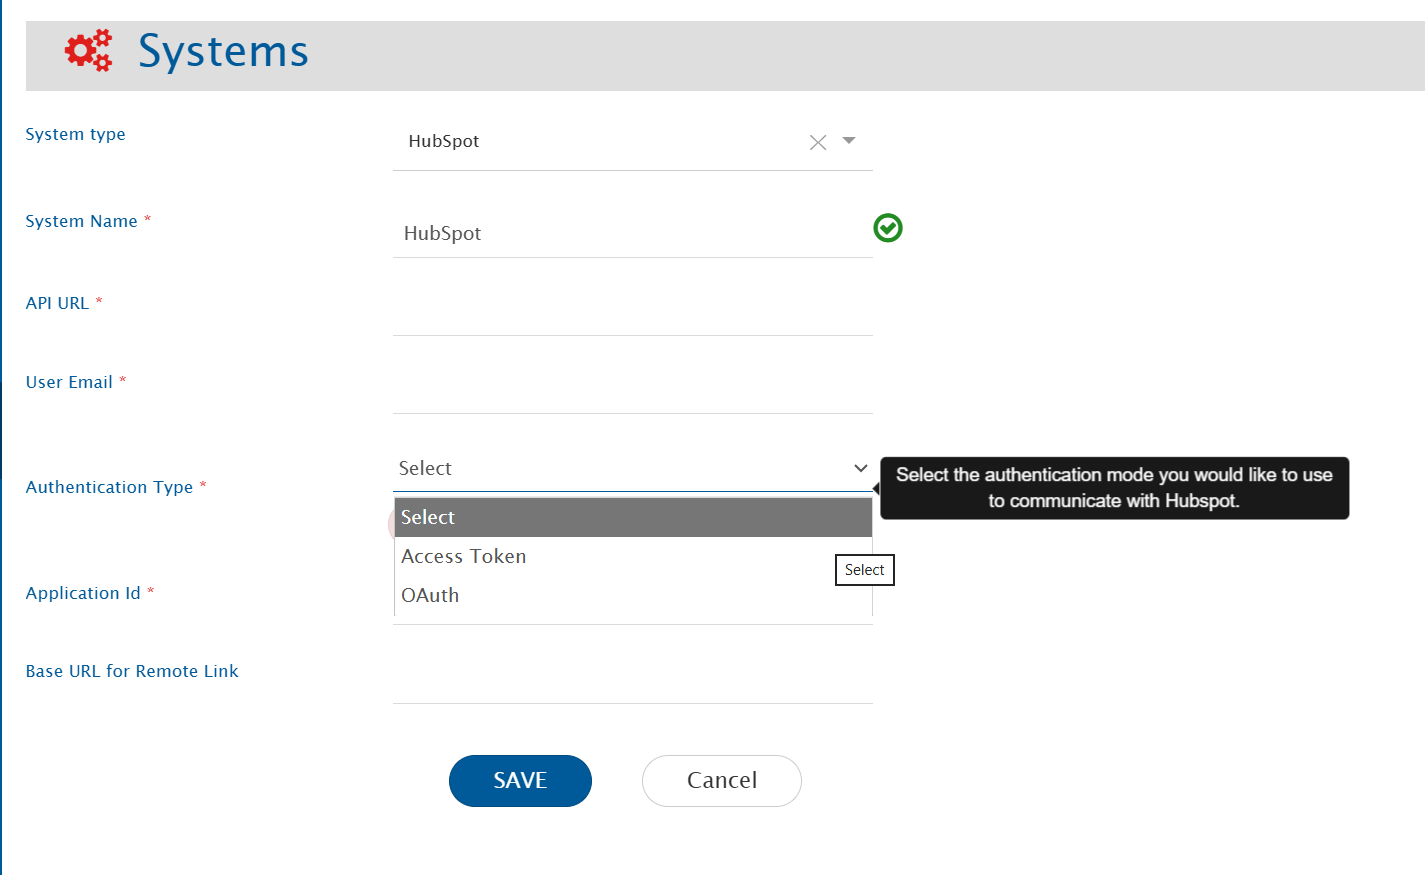 Systems
System type
HubSpot
System Name *
HubSpot
API URL *
User Email *
Authentication Type *
Select
Select the authentication mode you would like to use
to communicate with Hubspot.
Select
Access Token
OAuth
Select
Application Id *
Base URL for Remote Link
SAVE
Cancel